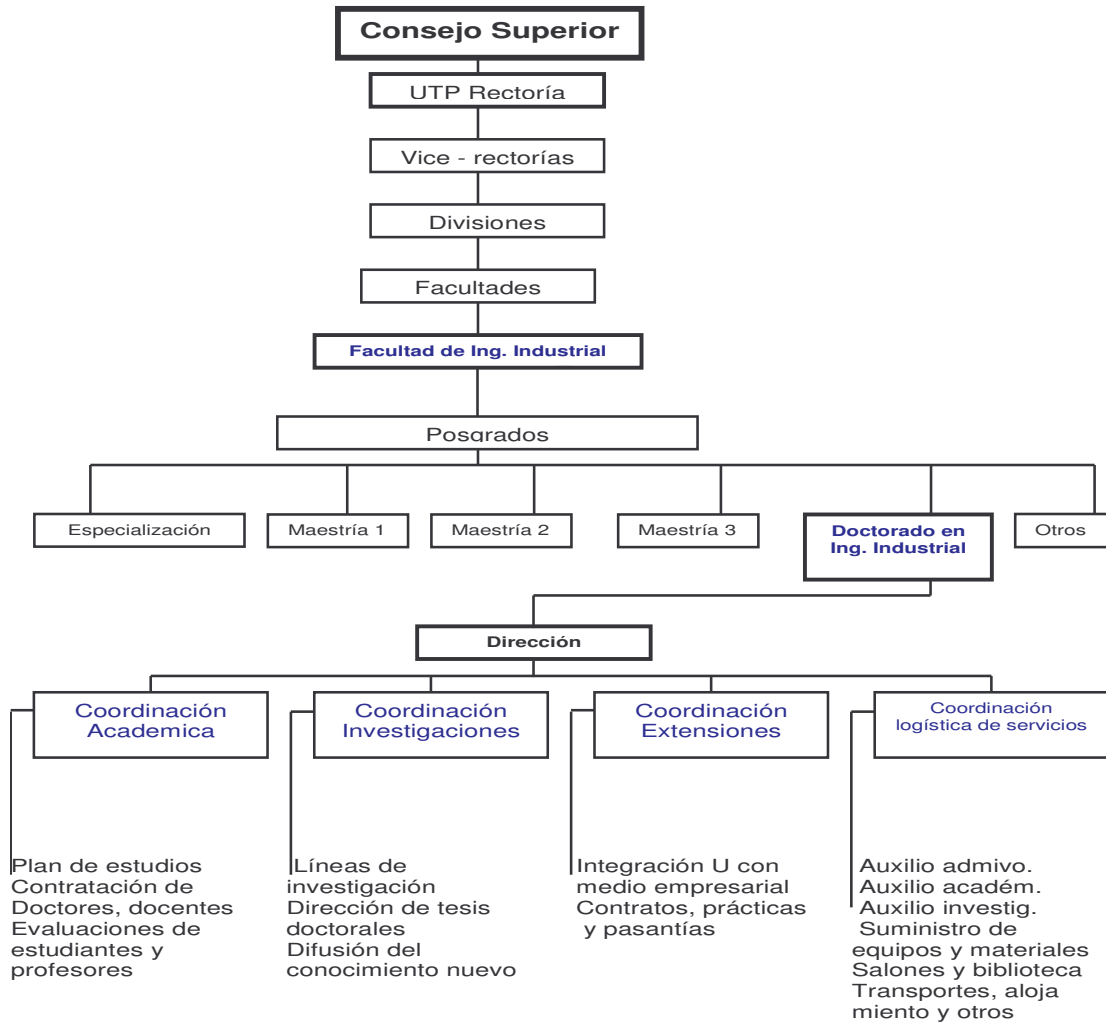 Consejo Superior
UTP Rectoría
Vice - rectorías
Divisiones
Facultades
Facultad de Ing. Industrial
Posgrados
Especialización
Maestría 1
Maestría 2
Maestría 3
Doctorado en
Ing. Industrial
Otros
Dirección
Coordinación
Academica
Coordinación
Investigaciones
Coordinación
Extensiones
Coordinación
logística de servicios
Plan de estudios
Contratación de
Doctores, docentes
Evaluaciones de
estudiantes y
profesores
Líneas de
investigación
Dirección de tesis
doctorales
Difusión del
conocimiento nuevo
Integración U con
medio empresarial
Contratos, prácticas
y pasantías
Auxilio admivo.
Auxilio académ.
Auxilio investig.
Suministro de
equipos y materiales
Salones y biblioteca
Transportes, aloja
miento y otros